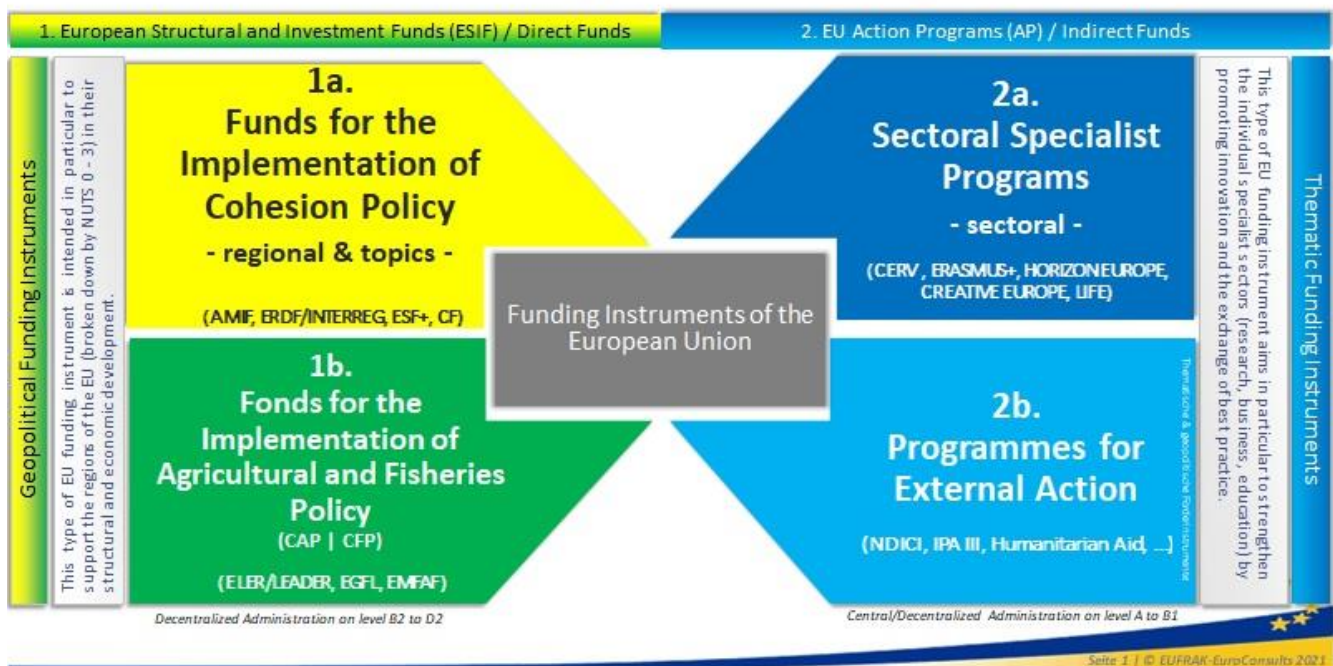 1. European Structural and Investment Funds (ESIF) / Direct Funds
2. EU Action Programs (AP) / Indirect Funds
Geopolitical Funding Instruments
This type of EU funding instrument is intended in particular to
support the regions of the EU (broken down by NUTS 0 - 3) in their
structural and economic development.
1a.
Funds for the
Implementation of
Cohesion Policy
- regional & topics -
(AMIF, ERDF/INTERREG, ESF+, CF)
1b.
Fonds for the
Implementation of
Agricultural and Fisheries
Policy
(CAP | CFP)
(ELER/LEADER, EGFL, EMFAF)
Decentralized Administration on level B2 to D2
Funding Instruments of the
European Union
2a.
Sectoral Specialist
Programs
- sectoral -
(CERV , ERASMUS+, HORIZON EUROPE,
CREATIVE EUROPE, LIFE)
2b.
Programmes for
External Action
(NDICI, IPA III, Humanitarian Aid, ...)
Thematische & geopolitische Förderinstrumente
Central/Decentralized Administration on level A to B1
This type of EU funding instrument aims in particular to strengthen
the individual specialist sectors (research, business, education) by
promoting innovation and the exchange of best practice.
Thematic Funding Instruments
Seite 1 | © EUFRAK-EuroConsults 2021